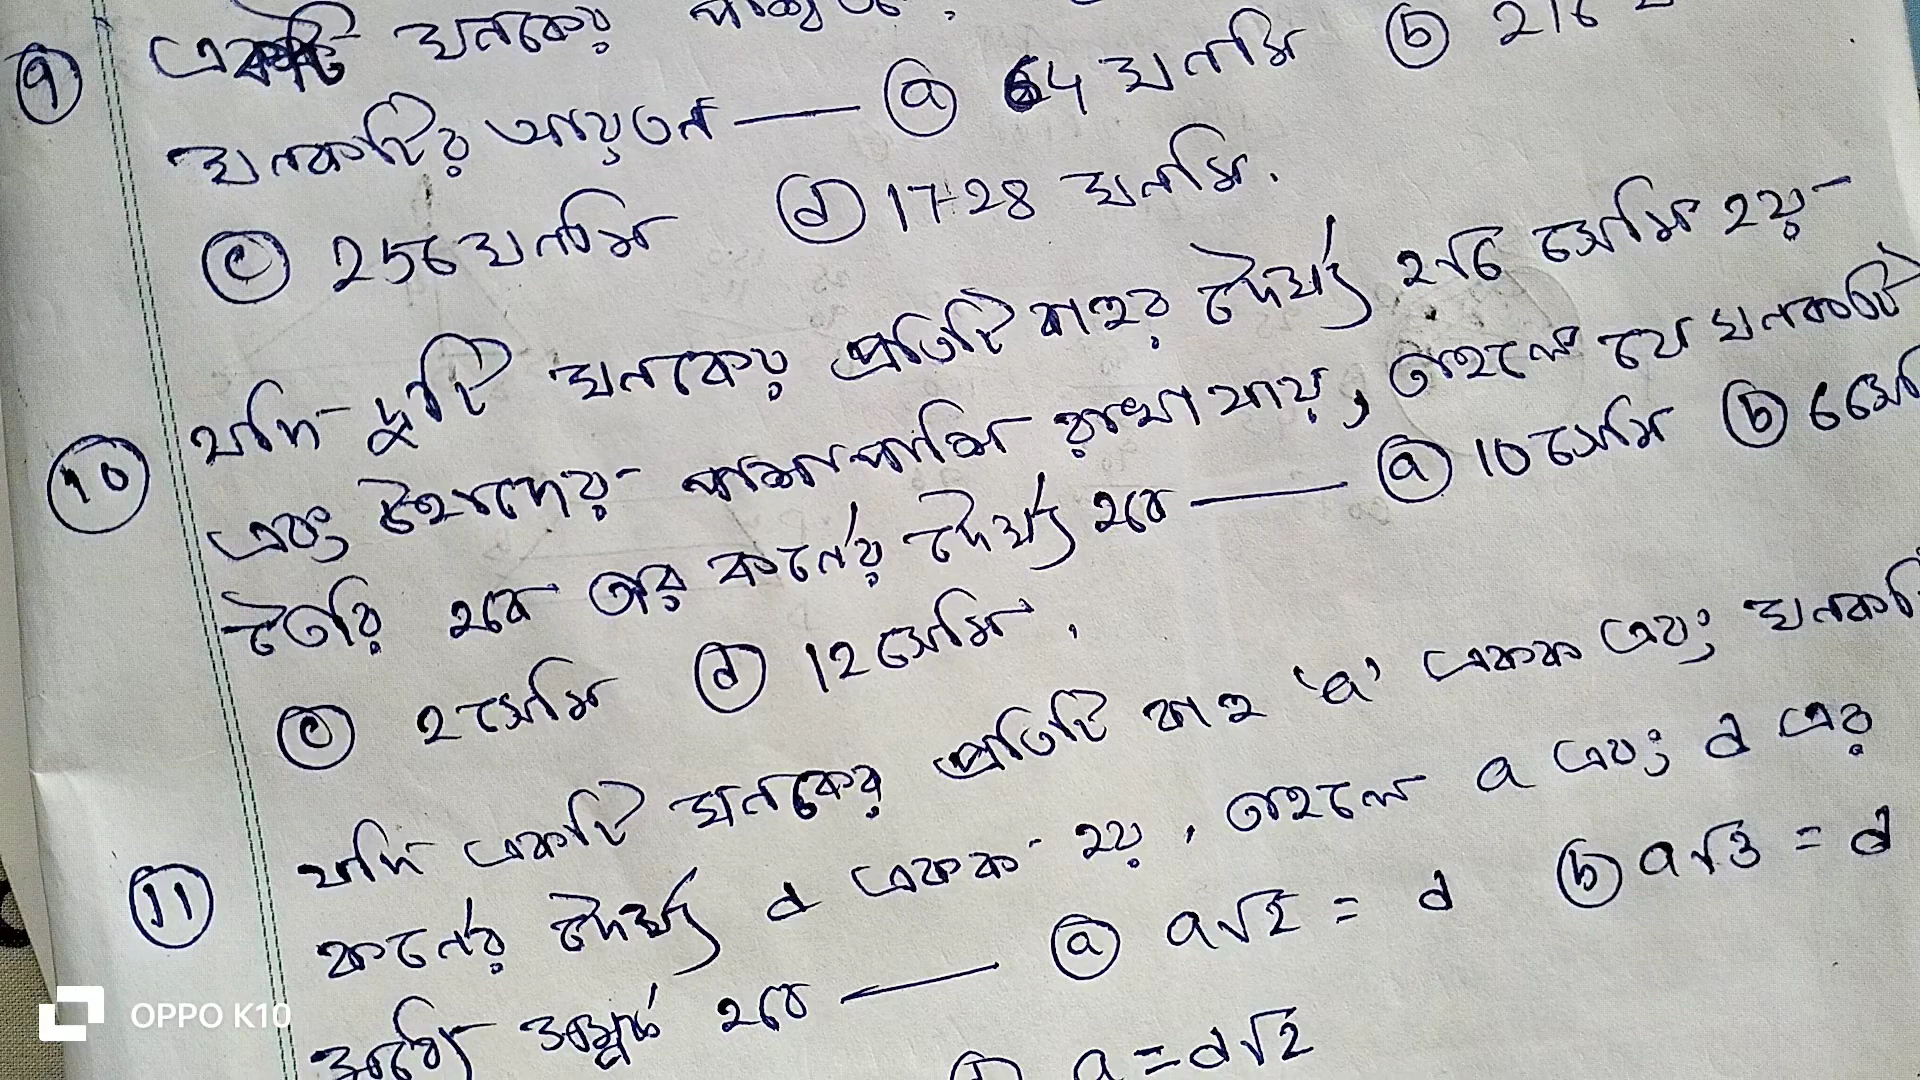 ⑨ একটি ঘনকের
ঘনকটির আয়তন — ⓐ 64 ঘনমি ⓑ 216
ⓒ 256 ঘনমি ⓓ 1728 ঘনমি.
⑩ যদি দুটি ঘনকের প্রতিটি বাহুর দৈর্ঘ্য 2√6 সেমি হয়
এবং উহাদের পাশাপাশি রাখা যায়, তাহলে যে ঘনকটি
তৈরি হবে তার কর্নের দৈর্ঘ্য হবে — ⓐ 10 সেমি ⓑ 6 সেমি
ⓒ 2 সেমি ⓓ 12 সেমি.
⑪ যদি একটি ঘনকের প্রতিটি বাহু 'a' একক এবং ঘনকটি
কর্নের দৈর্ঘ্য d একক হয়, তাহলে a এবং d এর
মধ্যে সম্পর্ক হবে — ⓐ a√2 = d ⓑ a√3 = d
a = d√2
OPPO K10